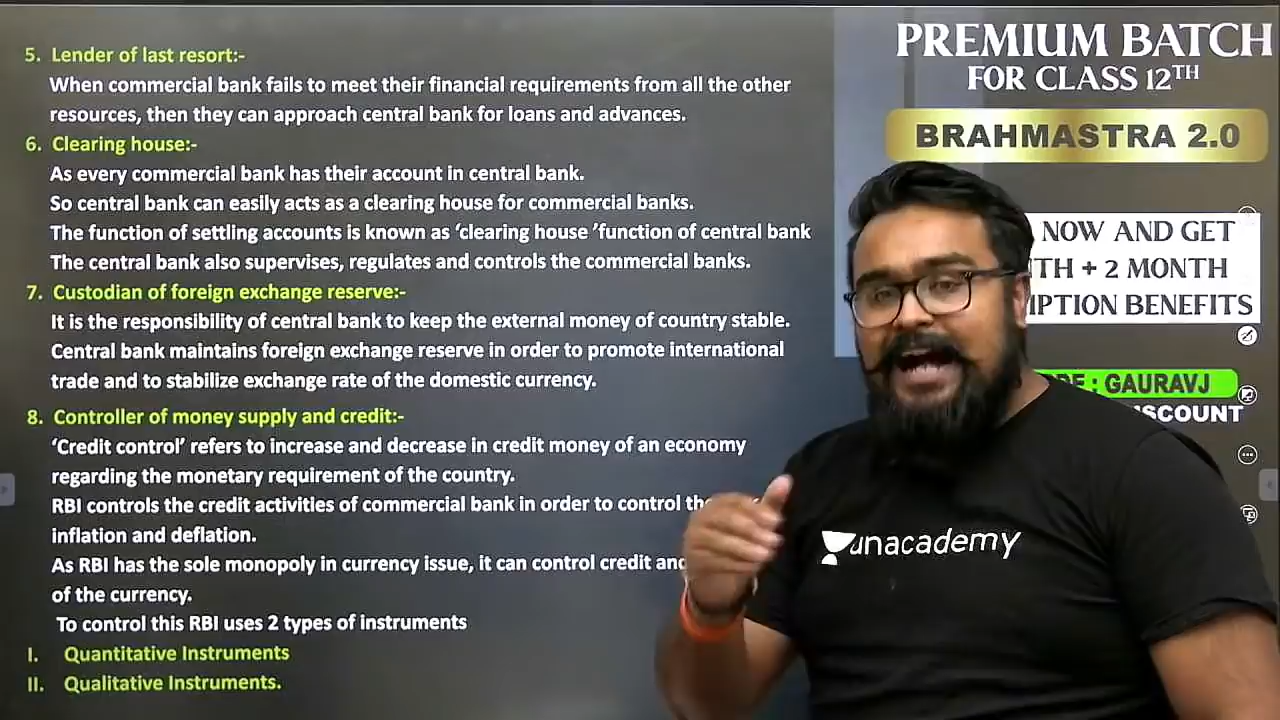 5. Lender of last resort:-
When commercial bank fails to meet their financial requirements from all the other
resources, then they can approach central bank for loans and advances.
6. Clearing house:-
As every commercial bank has their account in central bank.
So central bank can easily acts as a clearing house for commercial banks.
The function of settling accounts is known as ‘clearing house ’function of central bank
The central bank also supervises, regulates and controls the commercial banks.
7. Custodian of foreign exchange reserve:-
It is the responsibility of central bank to keep the external money of country stable.
Central bank maintains foreign exchange reserve in order to promote international
trade and to stabilize exchange rate of the domestic currency.
8. Controller of money supply and credit:-
‘Credit control’ refers to increase and decrease in credit money of an economy
regarding the monetary requirement of the country.
RBI controls the credit activities of commercial bank in order to control the
inflation and deflation.
As RBI has the sole monopoly in currency issue, it can control credit and
of the currency.
To control this RBI uses 2 types of instruments
I. Quantitative Instruments
II. Qualitative Instruments.
PREMIUM BATCH
FOR CLASS 12TH
BRAHMASTRA 2.0
NOW AND GET
+ 2 MONTH
BENEFITS
: GAURAVJ
unacademy